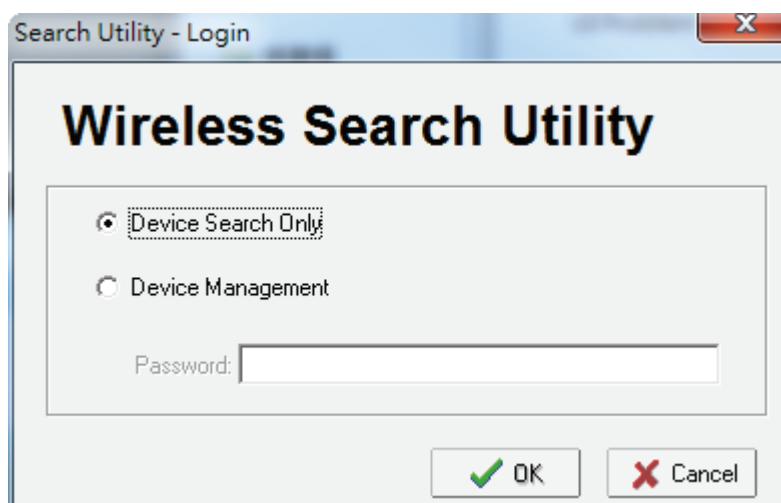 Search Utility - Login
Wireless Search Utility
Device Search Only
Device Management
Password:
OK
Cancel